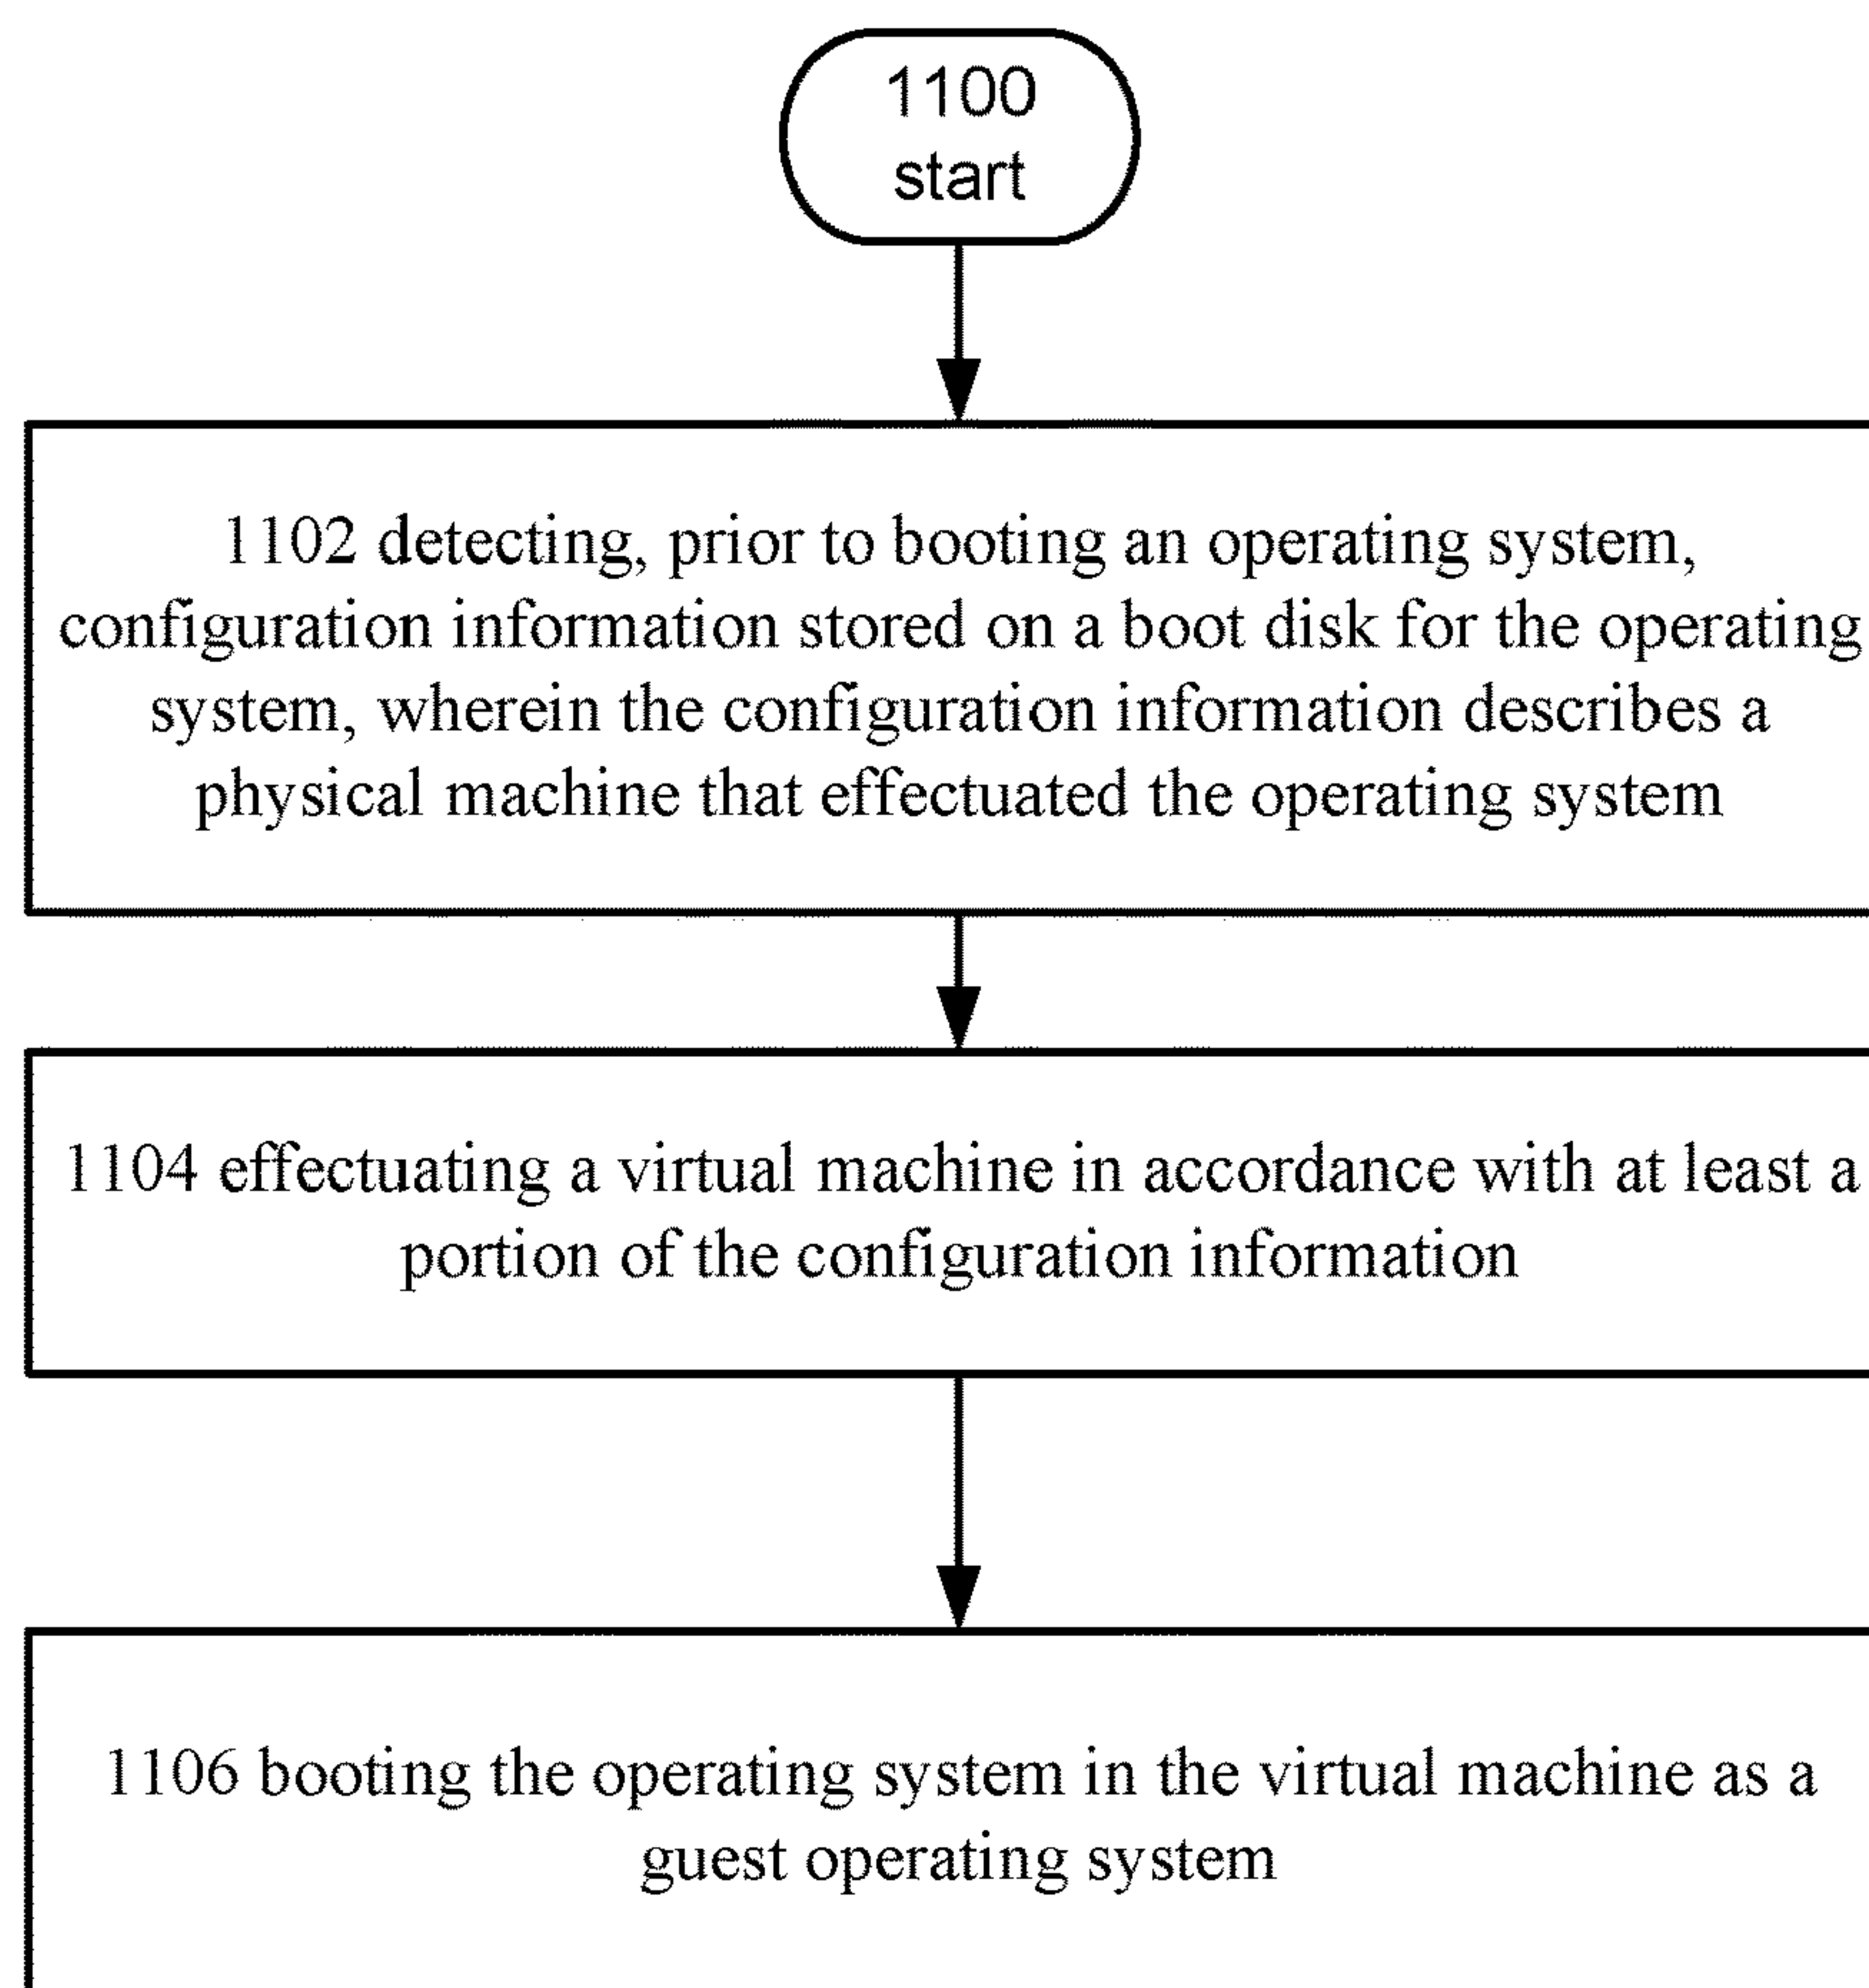 1100
start
1102 detecting, prior to booting an operating system,
configuration information stored on a boot disk for the operating
system, wherein the configuration information describes a
physical machine that effectuated the operating system
1104 effectuating a virtual machine in accordance with at least a
portion of the configuration information
1106 booting the operating system in the virtual machine as a
guest operating system